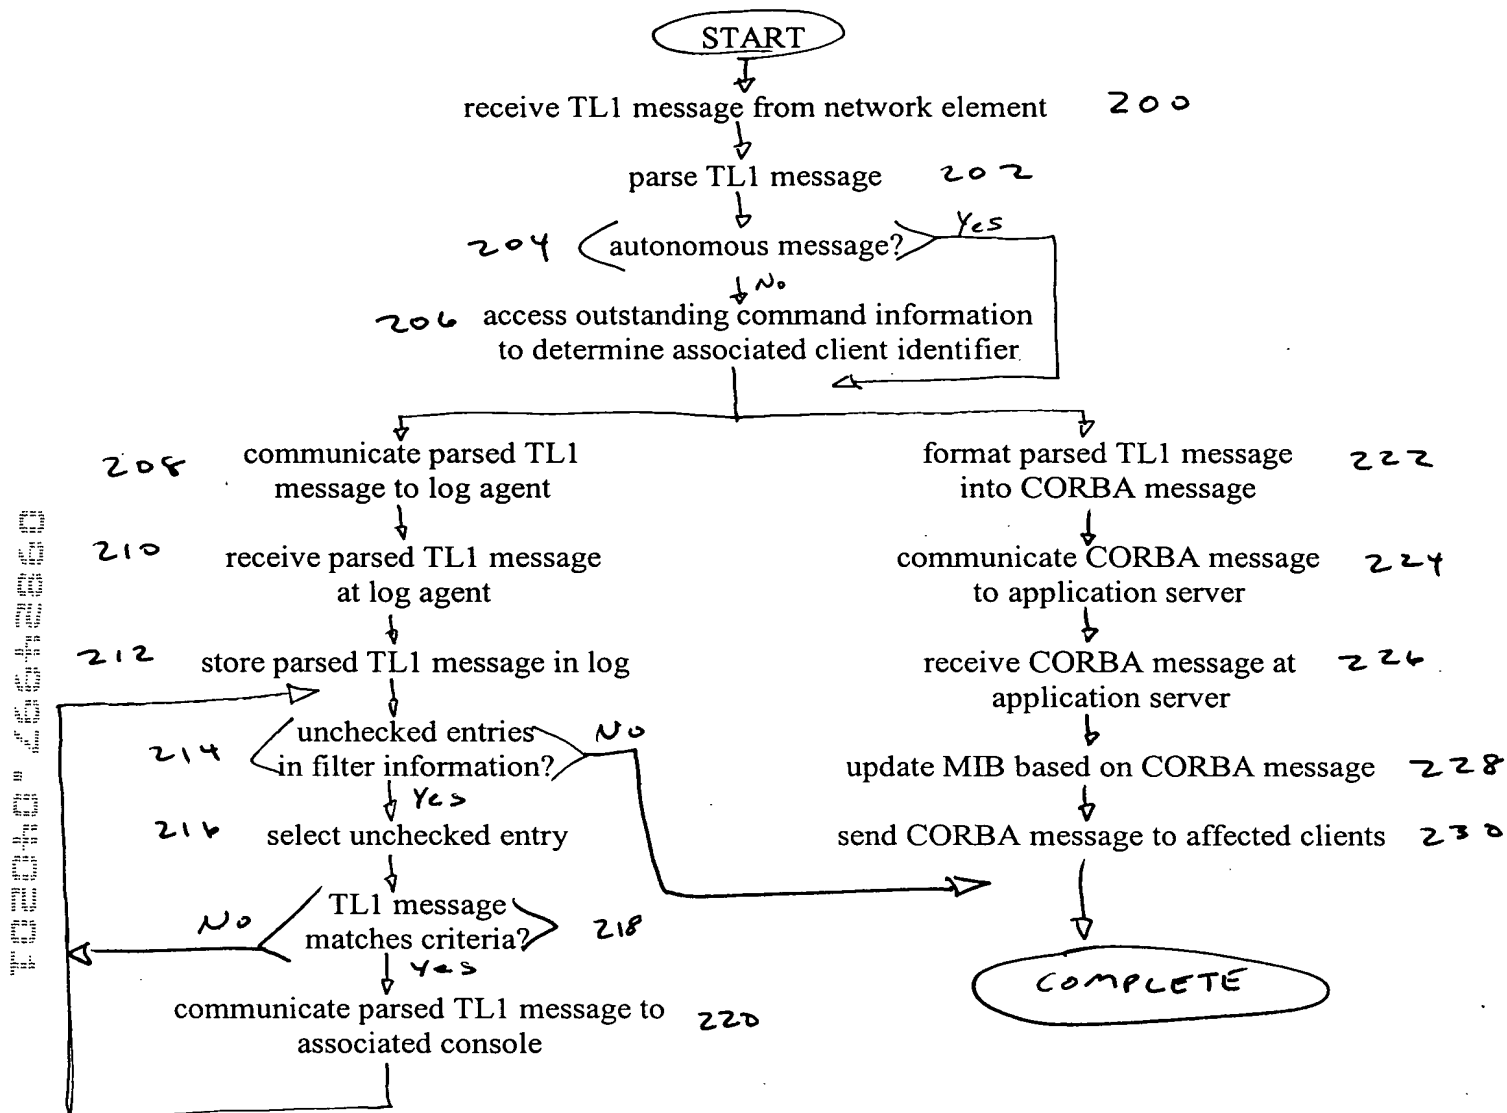 START
receive TL1 message from network element 200
parse TL1 message 202
204 autonomous message? Yes
No
206 access outstanding command information
to determine associated client identifier
208 communicate parsed TL1
message to log agent
210 receive parsed TL1 message
at log agent
212 store parsed TL1 message in log
214 unchecked entries
in filter information? No
Yes
216 select unchecked entry
No TL1 message
matches criteria? 218
Yes
communicate parsed TL1 message to
associated console 220
format parsed TL1 message
into CORBA message 222
communicate CORBA message
to application server 224
receive CORBA message at
application server 226
update MIB based on CORBA message 228
send CORBA message to affected clients 230
COMPLETE